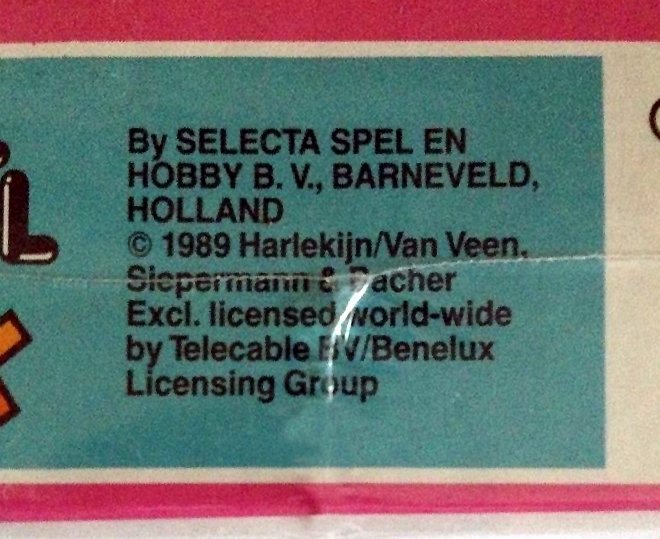 By SELECTA SPEL EN
HOBBY B. V., BARNEVELD,
HOLLAND
© 1989 Harlekijn/Van Veen,
Siepermann & Bacher
Excl. licensed world-wide
by Telecable BV/Benelux
Licensing Group